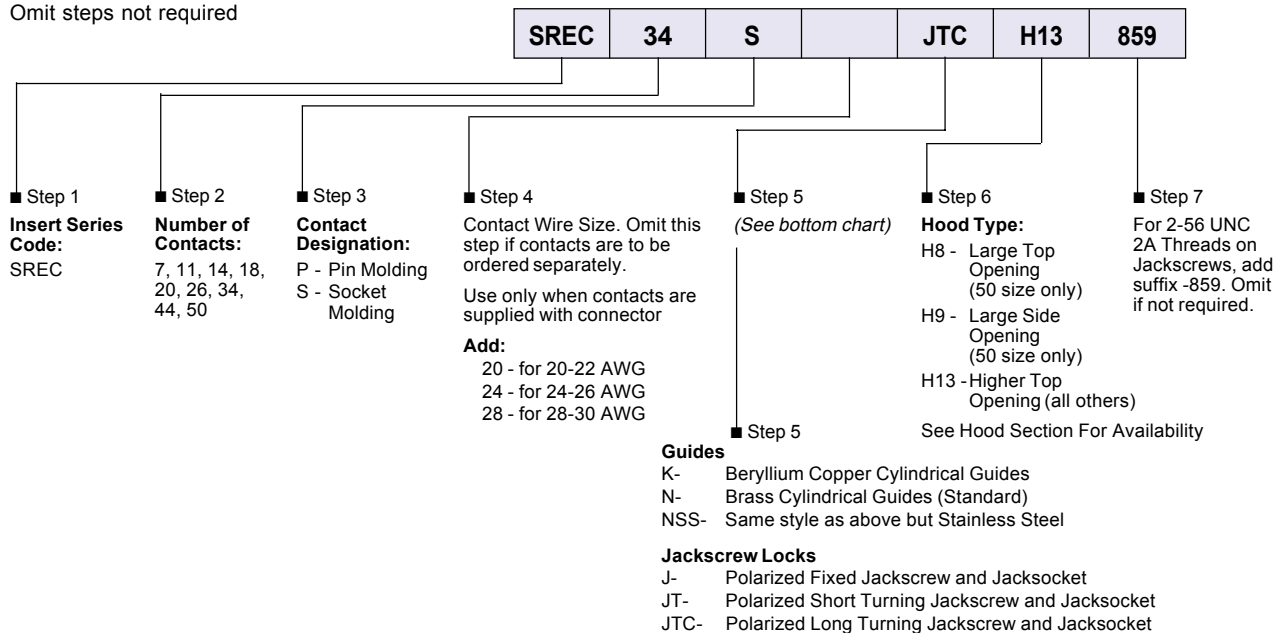 Omit steps not required
SREC 34 S JTC H13 859
■ Step 1
Insert Series
Code:
SREC
■ Step 2
Number of
Contacts:
7, 11, 14, 18,
20, 26, 34,
44, 50
■ Step 3
Contact
Designation:
P - Pin Molding
S - Socket
Molding
■ Step 4
Contact Wire Size. Omit this
step if contacts are to be
ordered separately.
Use only when contacts are
supplied with connector
Add:
20 - for 20-22 AWG
24 - for 24-26 AWG
28 - for 28-30 AWG
■ Step 5
(See bottom chart)
■ Step 6
Hood Type:
H8 - Large Top
Opening
(50 size only)
H9 - Large Side
Opening
(50 size only)
H13 -Higher Top
Opening (all others)
See Hood Section For Availability
■ Step 7
For 2-56 UNC
2A Threads on
Jackscrews, add
suffix -859. Omit
if not required.
■ Step 5
Guides
K- Beryllium Copper Cylindrical Guides
N- Brass Cylindrical Guides (Standard)
NSS- Same style as above but Stainless Steel
Jackscrew Locks
J- Polarized Fixed Jackscrew and Jacksocket
JT- Polarized Short Turning Jackscrew and Jacksocket
JTC- Polarized Long Turning Jackscrew and Jacksocket